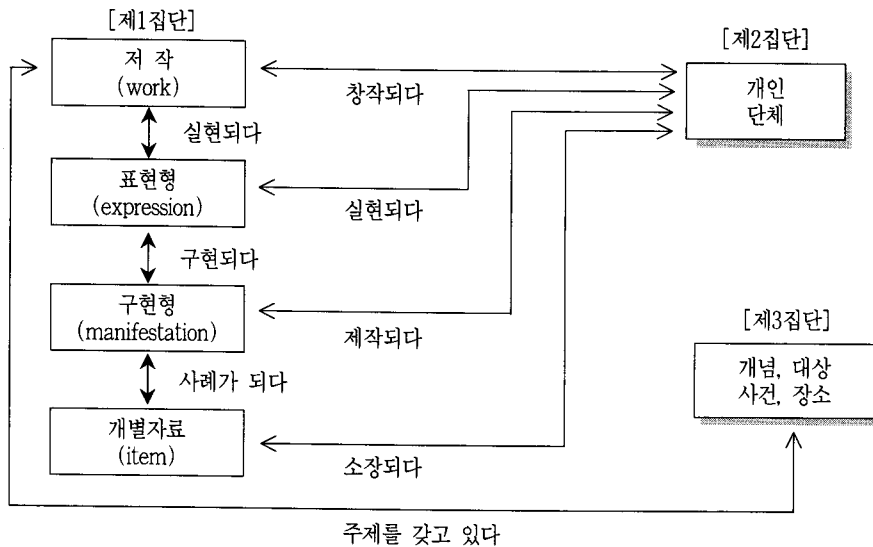 [제1집단]
저 작
(work)
[제2집단]
개인
단체
창작되다
실현되다
표현형
(expression)
실현되다
구현되다
구현형
(manifestation)
제작되다
[제3집단]
개념, 대상
사건, 장소
사례가 되다
개별자료
(item)
소장되다
주제를 갖고 있다